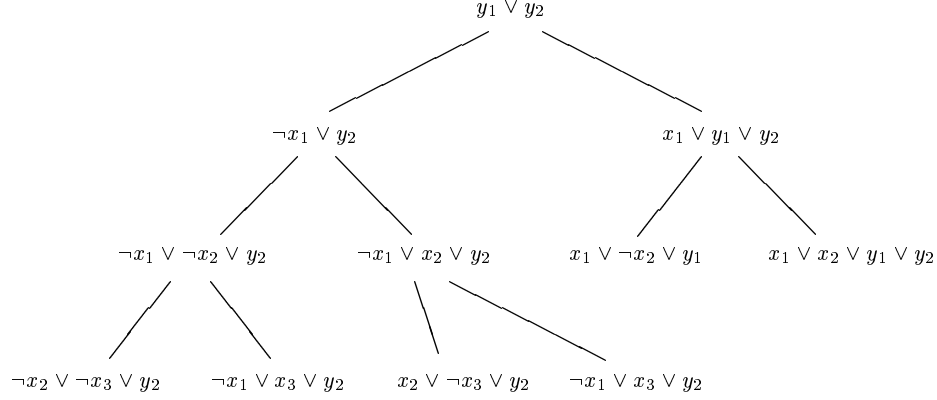 y₁ ∨ y₂
¬x₁ ∨ y₂ x₁ ∨ y₁ ∨ y₂
¬x₁ ∨ ¬x₂ ∨ y₂ ¬x₁ ∨ x₂ ∨ y₂ x₁ ∨ ¬x₂ ∨ y₁ x₁ ∨ x₂ ∨ y₁ ∨ y₂
¬x₂ ∨ ¬x₃ ∨ y₂ ¬x₁ ∨ x₃ ∨ y₂ x₂ ∨ ¬x₃ ∨ y₂ ¬x₁ ∨ x₃ ∨ y₂